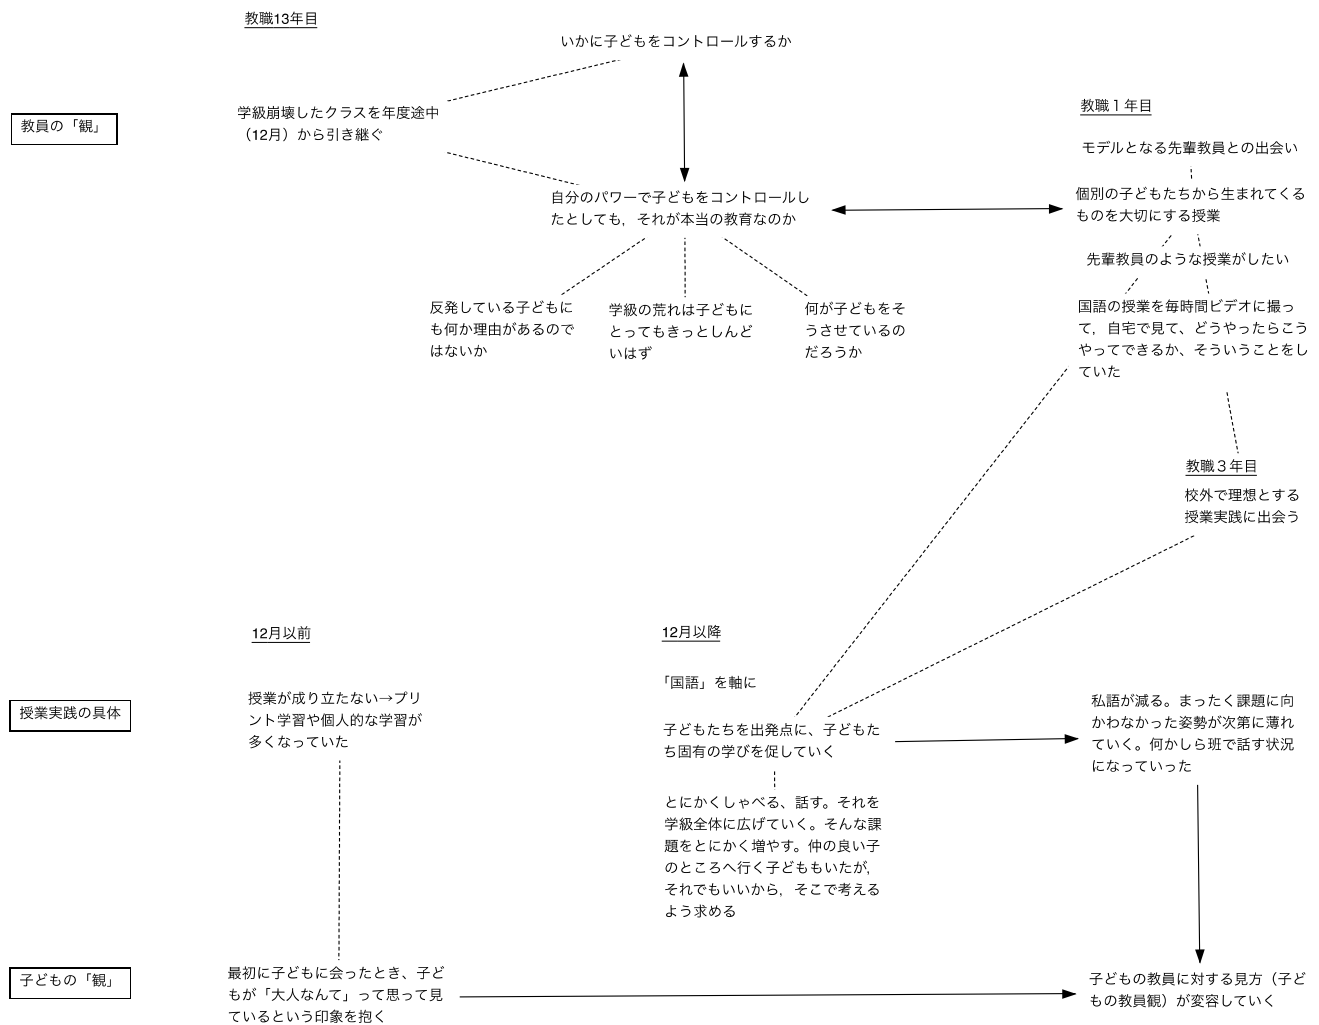 教職13年目
いかに子どもをコントロールするか
教員の「観」
学級崩壊したクラスを年度途中
（12月）から引き継ぐ
自分のパワーで子どもをコントロールし
たとしても，それが本当の教育なのか
反発している子どもに
も何か理由があるので
はないか
学級の荒れは子どもに
とってもきっとしんど
いはず
何が子どもをそ
うさせているの
だろうか
教職１年目
モデルとなる先輩教員との出会い
個別の子どもたちから生まれてくる
ものを大切にする授業
先輩教員のような授業がしたい
国語の授業を毎時間ビデオに撮っ
て，自宅で見て、どうやったらこう
やってできるか、そういうことをし
ていた
教職３年目
校外で理想とする
授業実践に出会う
授業実践の具体
12月以前
授業が成り立たない→プリ
ント学習や個人的な学習が
多くなっていた
12月以降
「国語」を軸に
子どもたちを出発点に、子どもた
ち固有の学びを促していく
とにかくしゃべる、話す。それを
学級全体に広げていく。そんな課
題をとにかく増やす。仲の良い子
のところへ行く子どももいたが，
それでもいいから，そこで考える
よう求める
私語が減る。まったく課題に向
かわなかった姿勢が次第に薄れ
ていく。何かしら班で話す状況
になっていった
子どもの「観」
最初に子どもに会ったとき、子ど
もが「大人なんて」って思って見
ているという印象を抱く
子どもの教員に対する見方（子ど
もの教員観）が変容していく